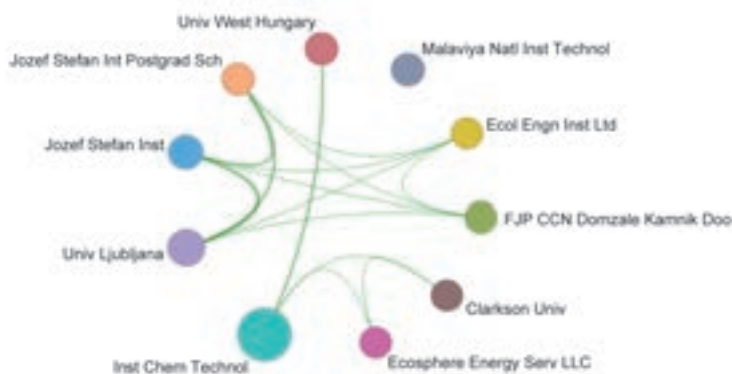 Univ West Hungary
Malaviya Natl Inst Technol
Jozef Stefan Int Postgrad Sch
Ecol Engn Inst Ltd
Jozef Stefan Inst
FJP CCN Domzale Kamnik Doo
Univ Ljubljana
Clarkson Univ
Inst Chem Technol
Ecosphere Energy Serv LLC